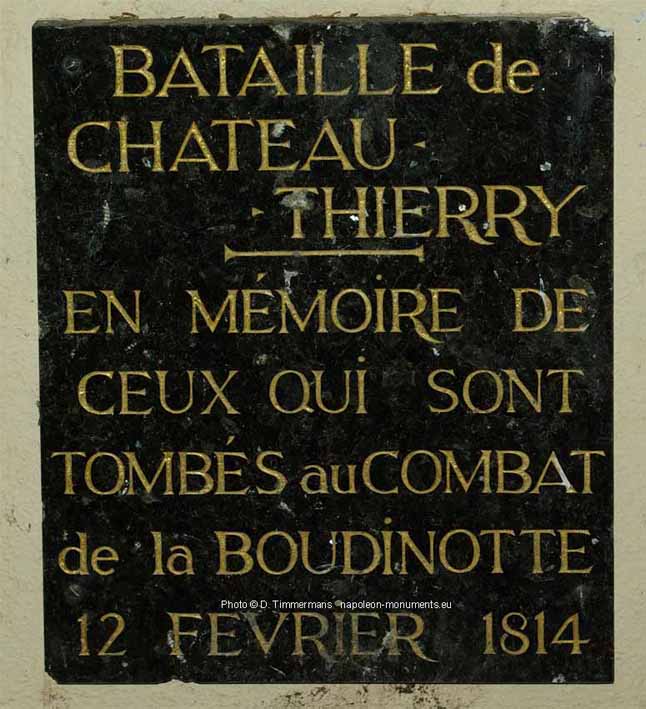 BATAILLE de
CHATEAU -
- THIERRY
EN MÉMOIRE DE
CEUX QUI SONT
TOMBÉS au COMBAT
de la BOUDINOTTE
Photo © D. Timmermans napoleon-monuments.eu
12 FEVRIER 1814